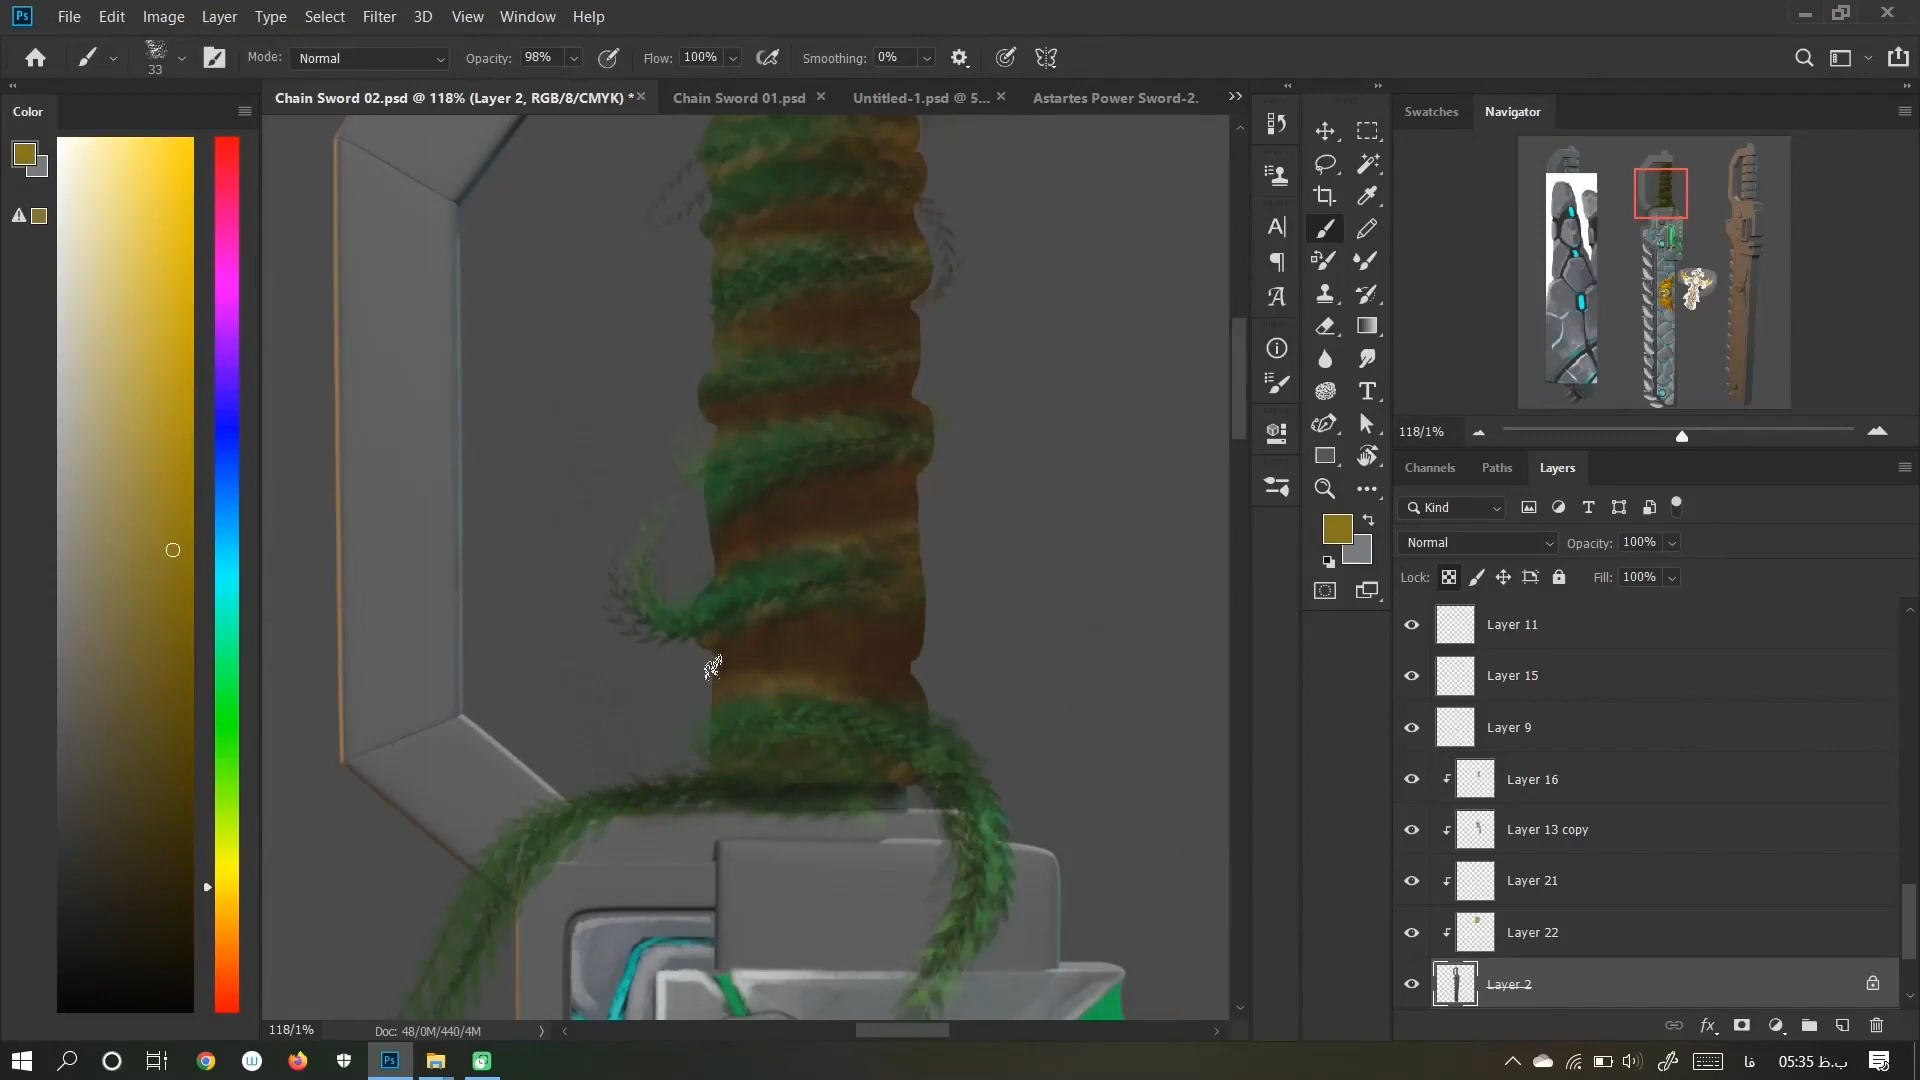 File Edit Image Layer Type Select Filter 3D View Window Help
33 Mode: Normal Opacity: 98% Flow: 100% Smoothing: 0%
Chain Sword 02.psd @ 118% (Layer 2, RGB/8/CMYK) * Chain Sword 01.psd Untitled-1.psd @ 5... Astartes Power Sword-2.
Color
Swatches Navigator
118/1%
Channels Paths Layers
Kind
Normal Opacity: 100%
Lock: Fill: 100%
Layer 11
Layer 15
Layer 9
Layer 16
Layer 13 copy
Layer 21
Layer 22
Layer 2
118/1% Doc: 48/0M/440/4M
فا 05:35 ب.ظ